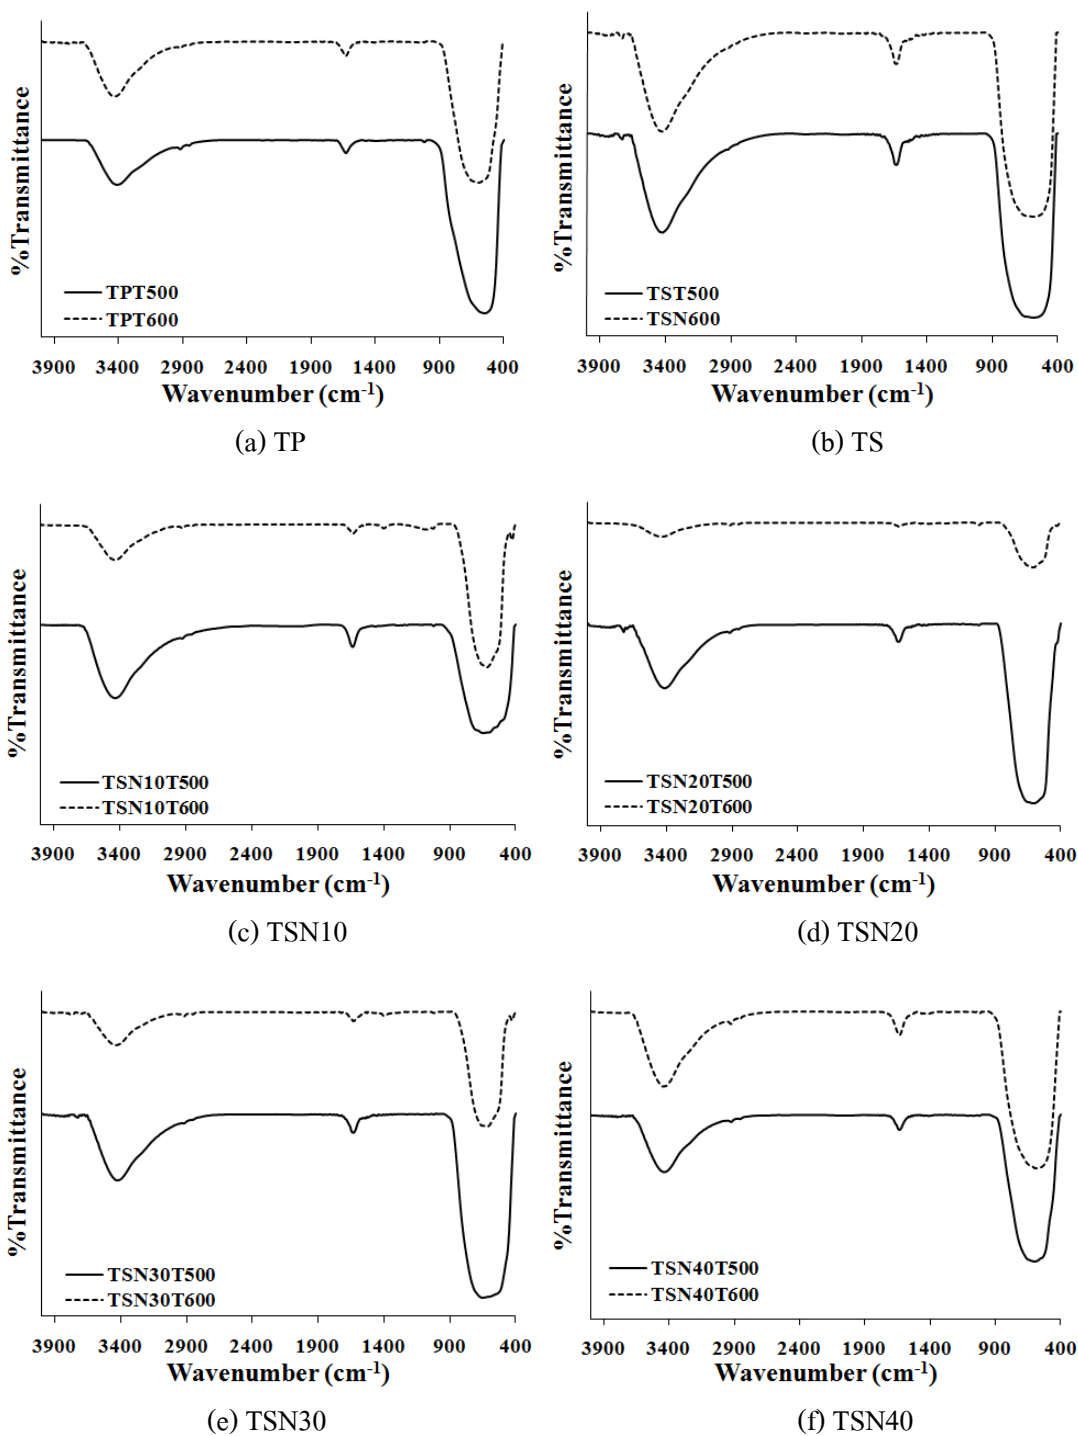 %Transmittance
TPT500
TPT600
3900 3400 2900 2400 1900 1400 900 400
Wavenumber (cm-1)
(a) TP
%Transmittance
TST500
TSN600
3900 3400 2900 2400 1900 1400 900 400
Wavenumber (cm-1)
(b) TS
%Transmittance
TSN10T500
TSN10T600
3900 3400 2900 2400 1900 1400 900 400
Wavenumber (cm-1)
(c) TSN10
%Transmittance
TSN20T500
TSN20T600
3900 3400 2900 2400 1900 1400 900 400
Wavenumber (cm-1)
(d) TSN20
%Transmittance
TSN30T500
TSN30T600
3900 3400 2900 2400 1900 1400 900 400
Wavenumber (cm-1)
(e) TSN30
%Transmittance
TSN40T500
TSN40T600
3900 3400 2900 2400 1900 1400 900 400
Wavenumber (cm-1)
(f) TSN40